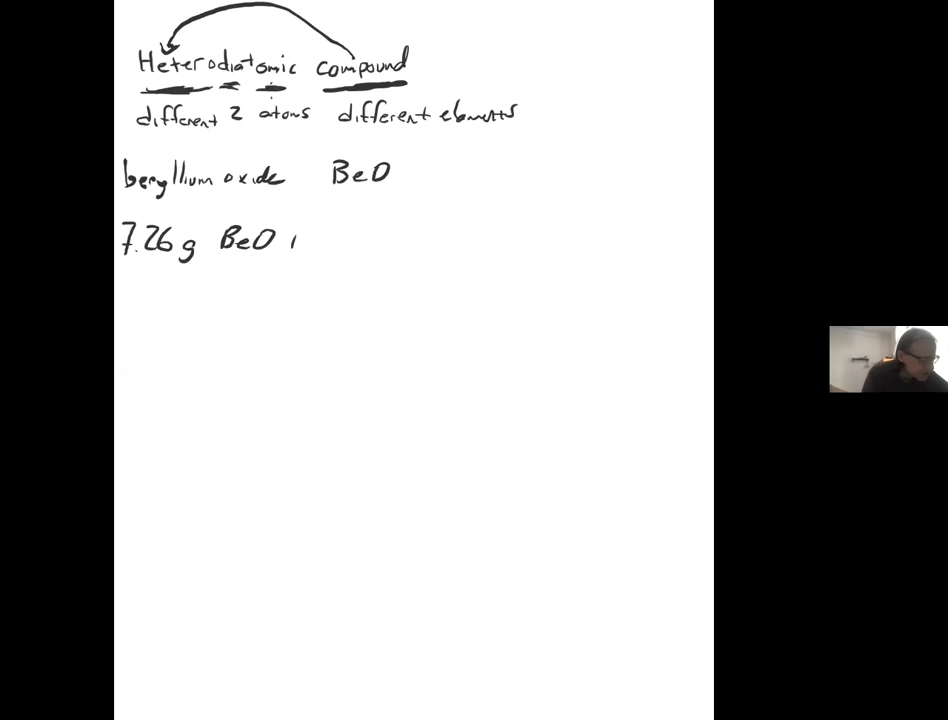 Heterodiatomic compound
different 2 atoms different elements
beryllium oxide BeO
7.26 g BeO